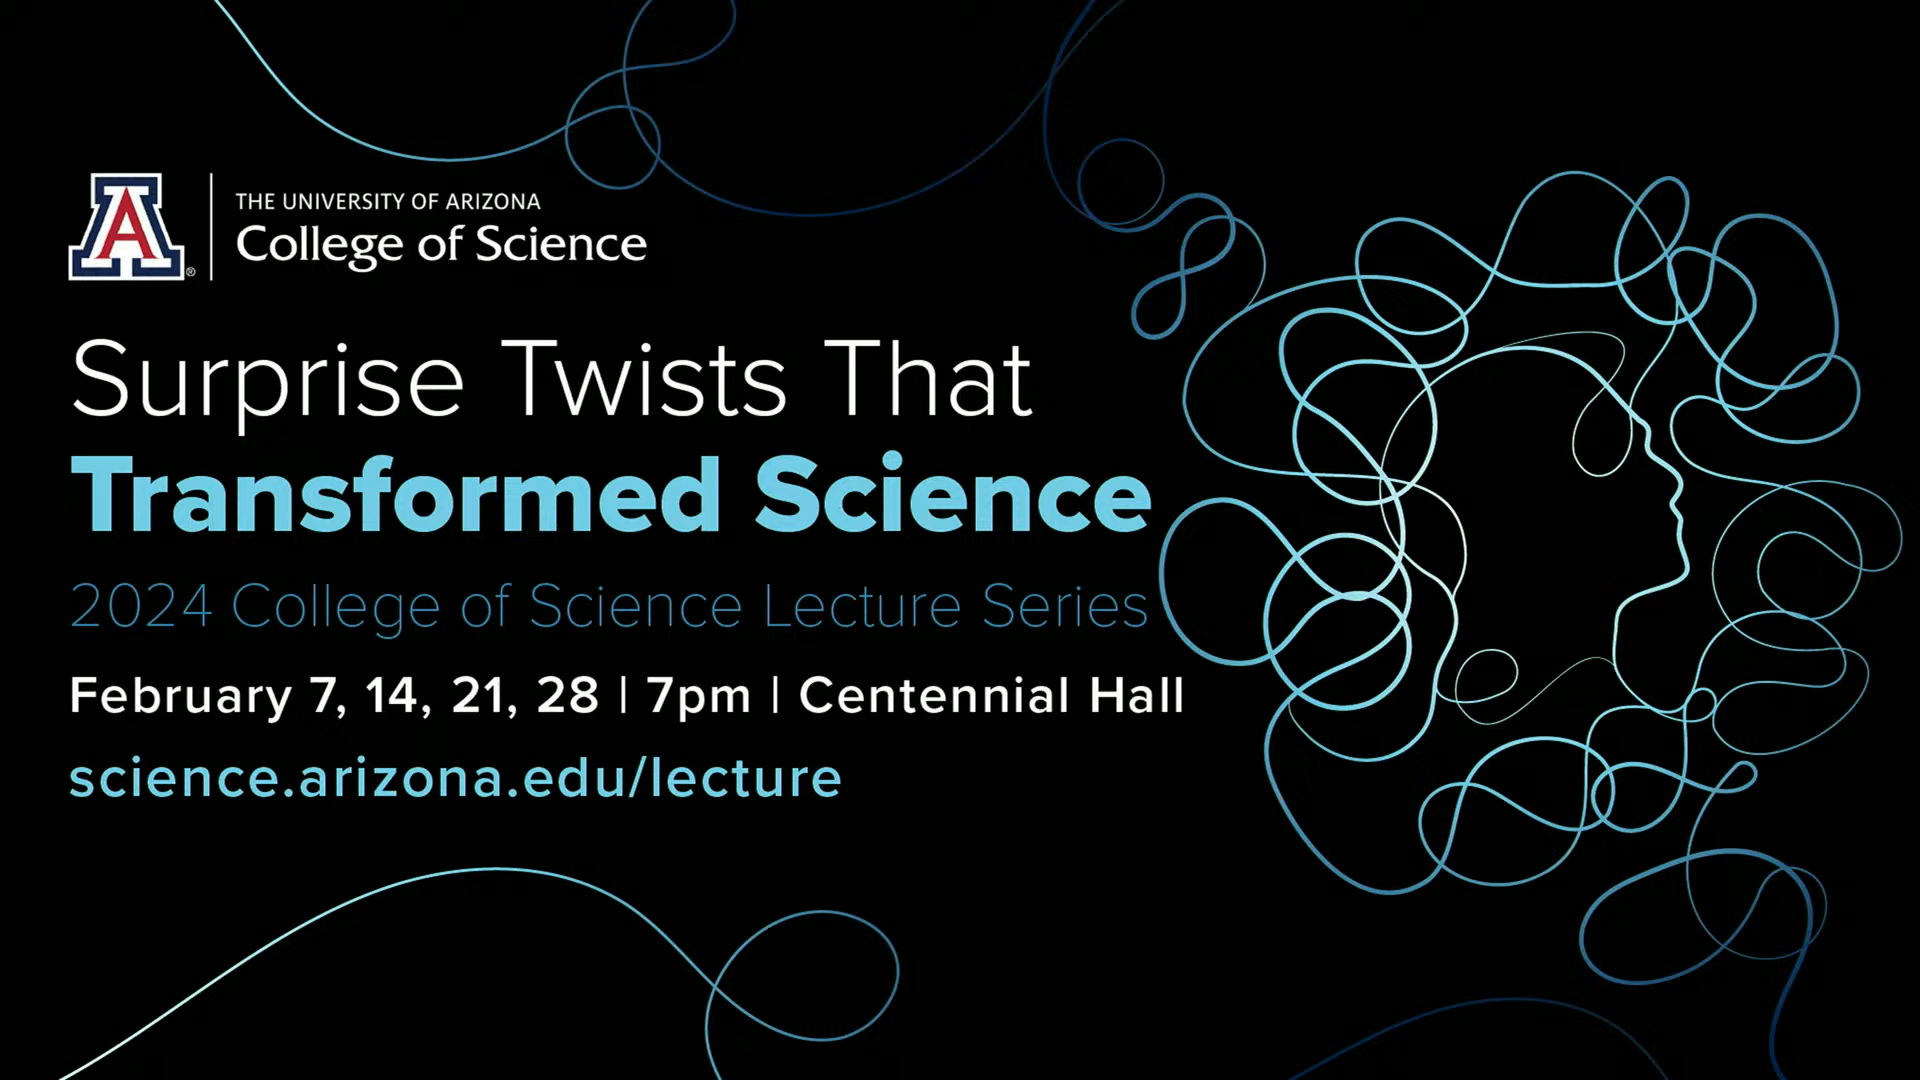 A®
THE UNIVERSITY OF ARIZONA
College of Science
Surprise Twists That
Transformed Science
2024 College of Science Lecture Series
February 7, 14, 21, 28 | 7pm | Centennial Hall
science.arizona.edu/lecture